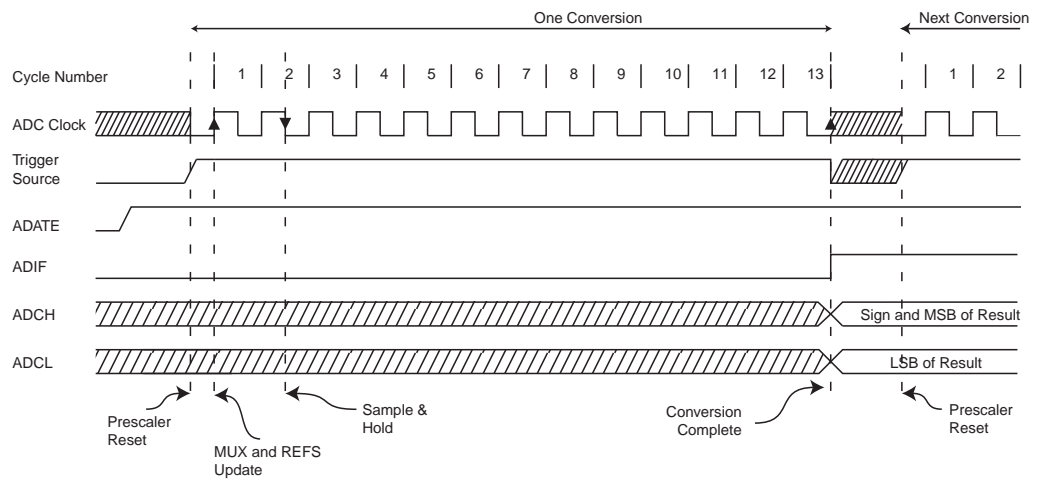 One Conversion
Next Conversion
Cycle Number
1 2 3 4 5 6 7 8 9 10 11 12 13 1 2
ADC Clock
Trigger
Source
ADATE
ADIF
ADCH
Sign and MSB of Result
ADCL
LSB of Result
Prescaler
Reset
MUX and REFS
Update
Sample &
Hold
Conversion
Complete
Prescaler
Reset